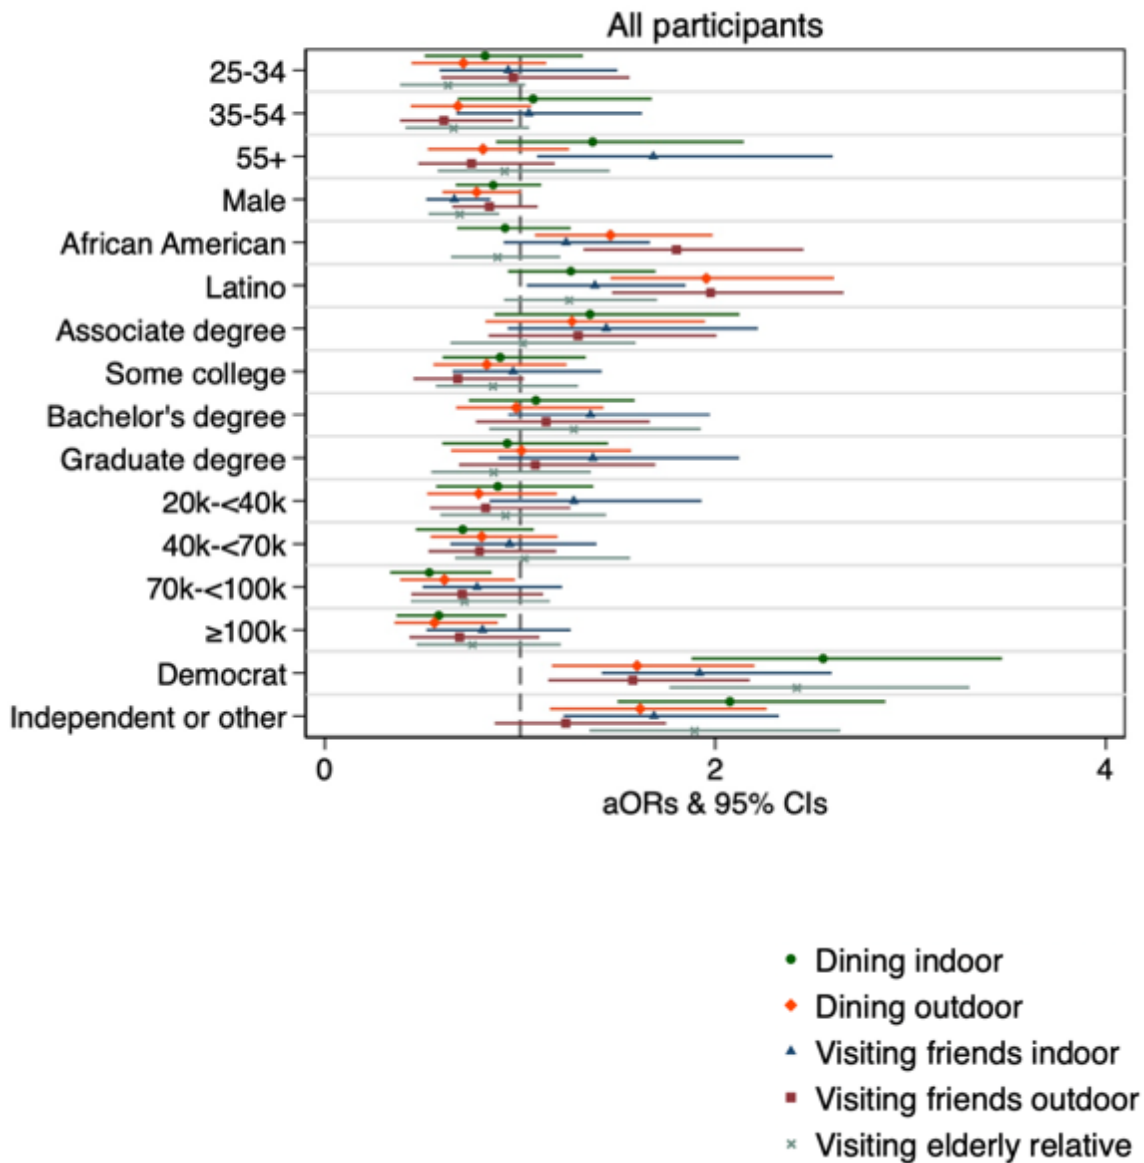 All participants
25-34
35-54
55+
Male
African American
Latino
Associate degree
Some college
Bachelor's degree
Graduate degree
20k-<40k
40k-<70k
70k-<100k
≥100k
Democrat
Independent or other
0 2 4
aORs & 95% CIs
Dining indoor
Dining outdoor
Visiting friends indoor
Visiting friends outdoor
Visiting elderly relative